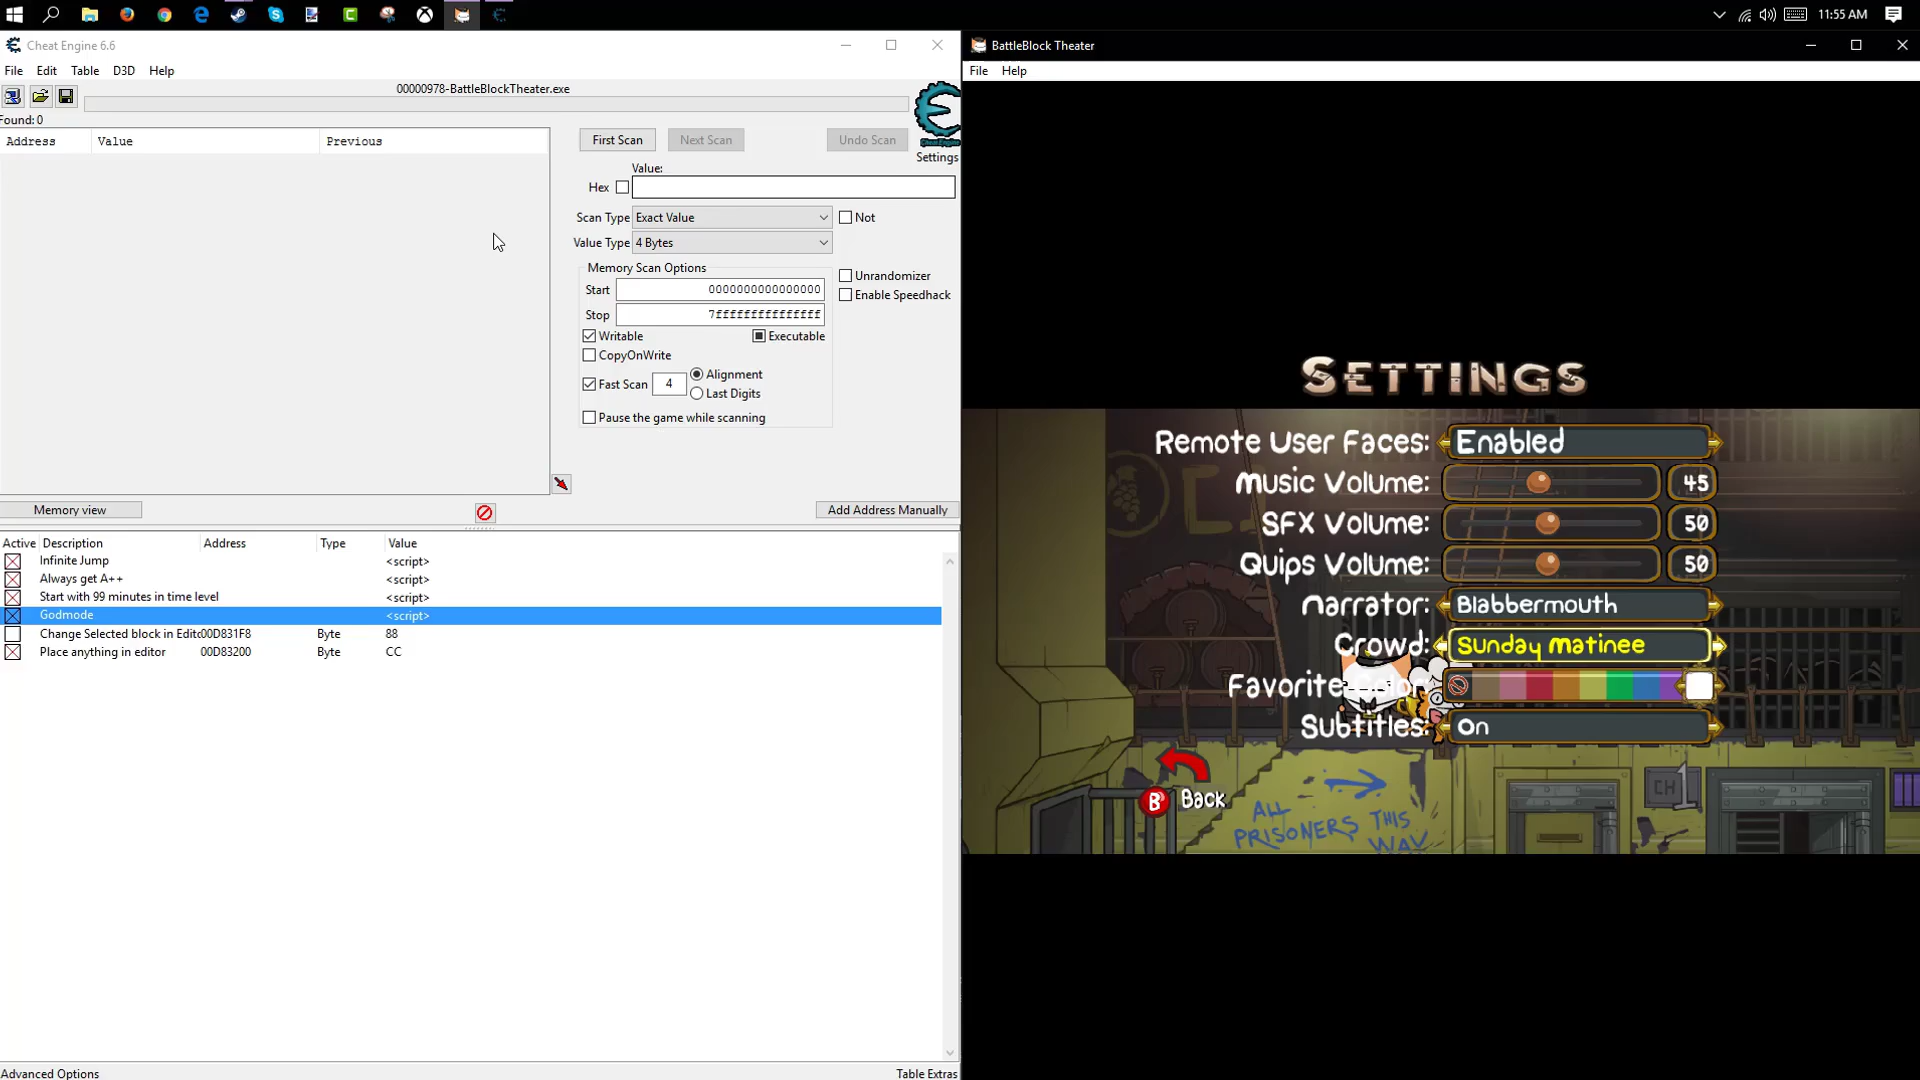 11:55 AM
Cheat Engine 6.6
File Edit Table D3D Help
00000978-BattleBlockTheater.exe
Found: 0
Address Value Previous
First Scan Next Scan Undo Scan
Cheat Engine
Settings
Value:
Hex
Scan Type Exact Value Not
Value Type 4 Bytes
Memory Scan Options
Start 0000000000000000
Stop 7fffffffffffffff
Unrandomizer
Enable Speedhack
Writable Executable
CopyOnWrite
Fast Scan 4 Alignment
Last Digits
Pause the game while scanning
Memory view Add Address Manually
Active Description Address Type Value
Infinite Jump <script>
Always get A++ <script>
Start with 99 minutes in time level <script>
Godmode <script>
Change Selected block in Edito00D831F8 Byte 88
Place anything in editor 00D83200 Byte CC
Advanced Options Table Extras
BattleBlock Theater
File Help
Settings
Remote User Faces: Enabled
Music Volume: 45
SFX Volume: 50
Quips Volume: 50
Narrator: Blabbermouth
Crowd: Sunday Matinee
Favorite Color:
Subtitles: On
B Back
ALL
PRISONERS THIS
WAY
CH 1